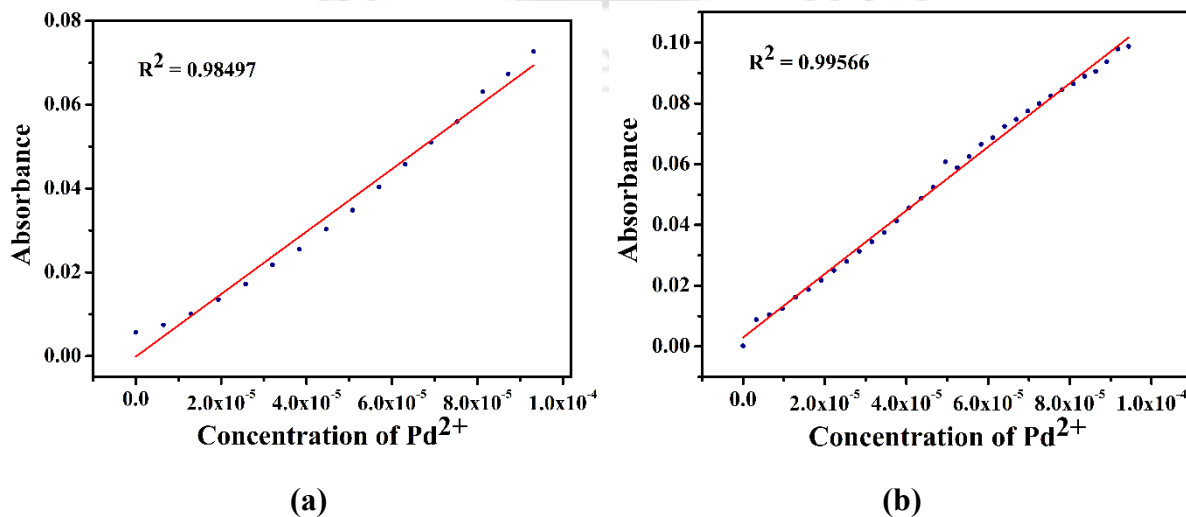 R² = 0.98497
Absorbance
0.08
0.06
0.04
0.02
0.00
0.0 2.0x10⁻⁵ 4.0x10⁻⁵ 6.0x10⁻⁵ 8.0x10⁻⁵ 1.0x10⁻⁴
Concentration of Pd²⁺
(a)
R² = 0.99566
Absorbance
0.10
0.08
0.06
0.04
0.02
0.00
0.0 2.0x10⁻⁵ 4.0x10⁻⁵ 6.0x10⁻⁵ 8.0x10⁻⁵ 1.0x10⁻⁴
Concentration of Pd²⁺
(b)